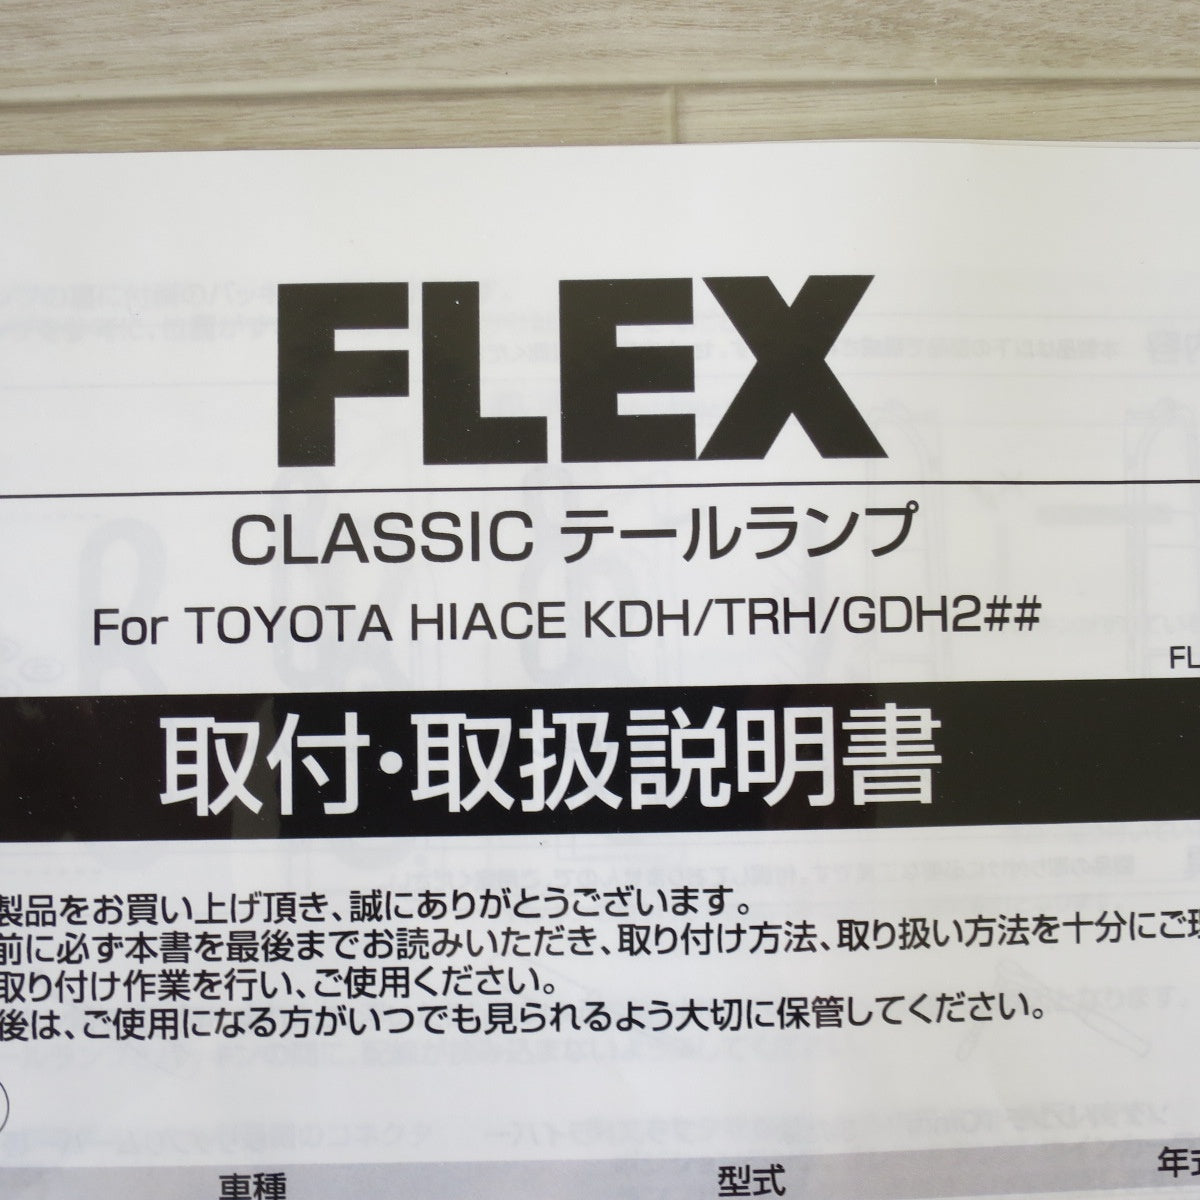 FLEX
CLASSIC テールランプ
For TOYOTA HIACE KDH/TRH/GDH2##
FL
取付・取扱説明書
製品をお買い上げ頂き、誠にありがとうございます。
前に必ず本書を最後までお読みいただき、取り付け方法、取り扱い方法を十分にご理
取り付け作業を行い、ご使用ください。
後は、ご使用になる方がいつでも見られるよう大切に保管してください。
車種 型式 年式